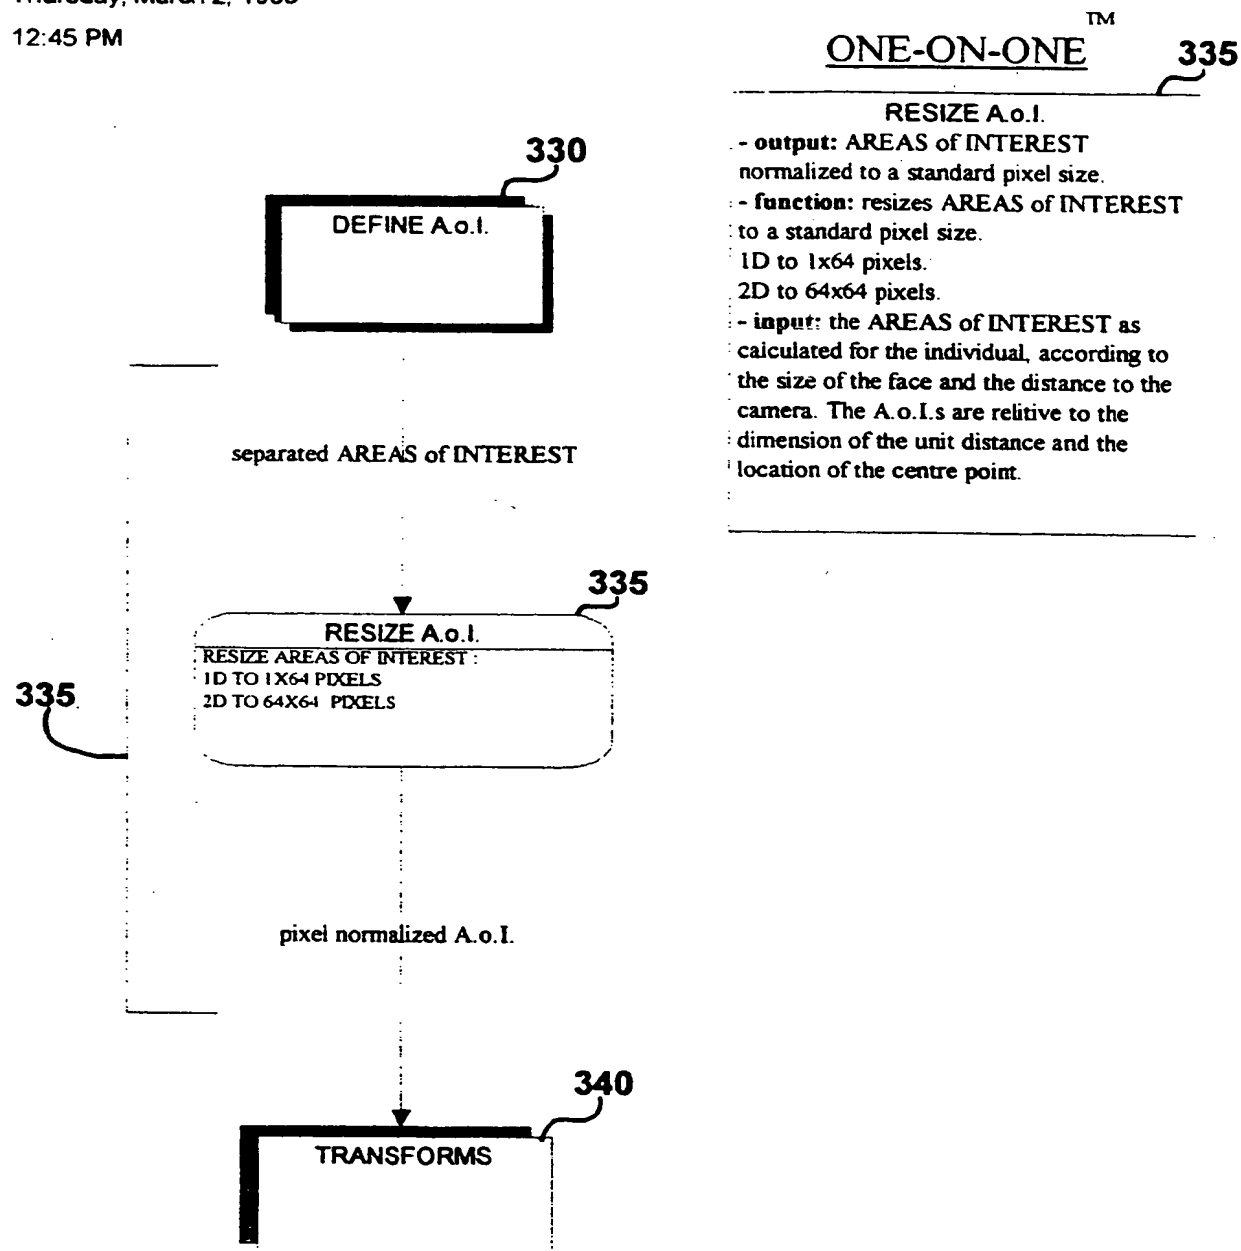 12:45 PM
TM
ONE-ON-ONE
335
RESIZE A.o.I.
- output: AREAS of INTEREST
normalized to a standard pixel size.
- function: resizes AREAS of INTEREST
to a standard pixel size.
1D to 1x64 pixels.
2D to 64x64 pixels.
- input: the AREAS of INTEREST as
calculated for the individual, according to
the size of the face and the distance to the
camera. The A.o.I.s are relitive to the
dimension of the unit distance and the
location of the centre point.
330
DEFINE A.o.I.
separated AREAS of INTEREST
335
RESIZE A.o.I.
RESIZE AREAS OF INTEREST :
1D TO 1X64 PIXELS
2D TO 64X64 PIXELS
335
pixel normalized A.o.I.
340
TRANSFORMS